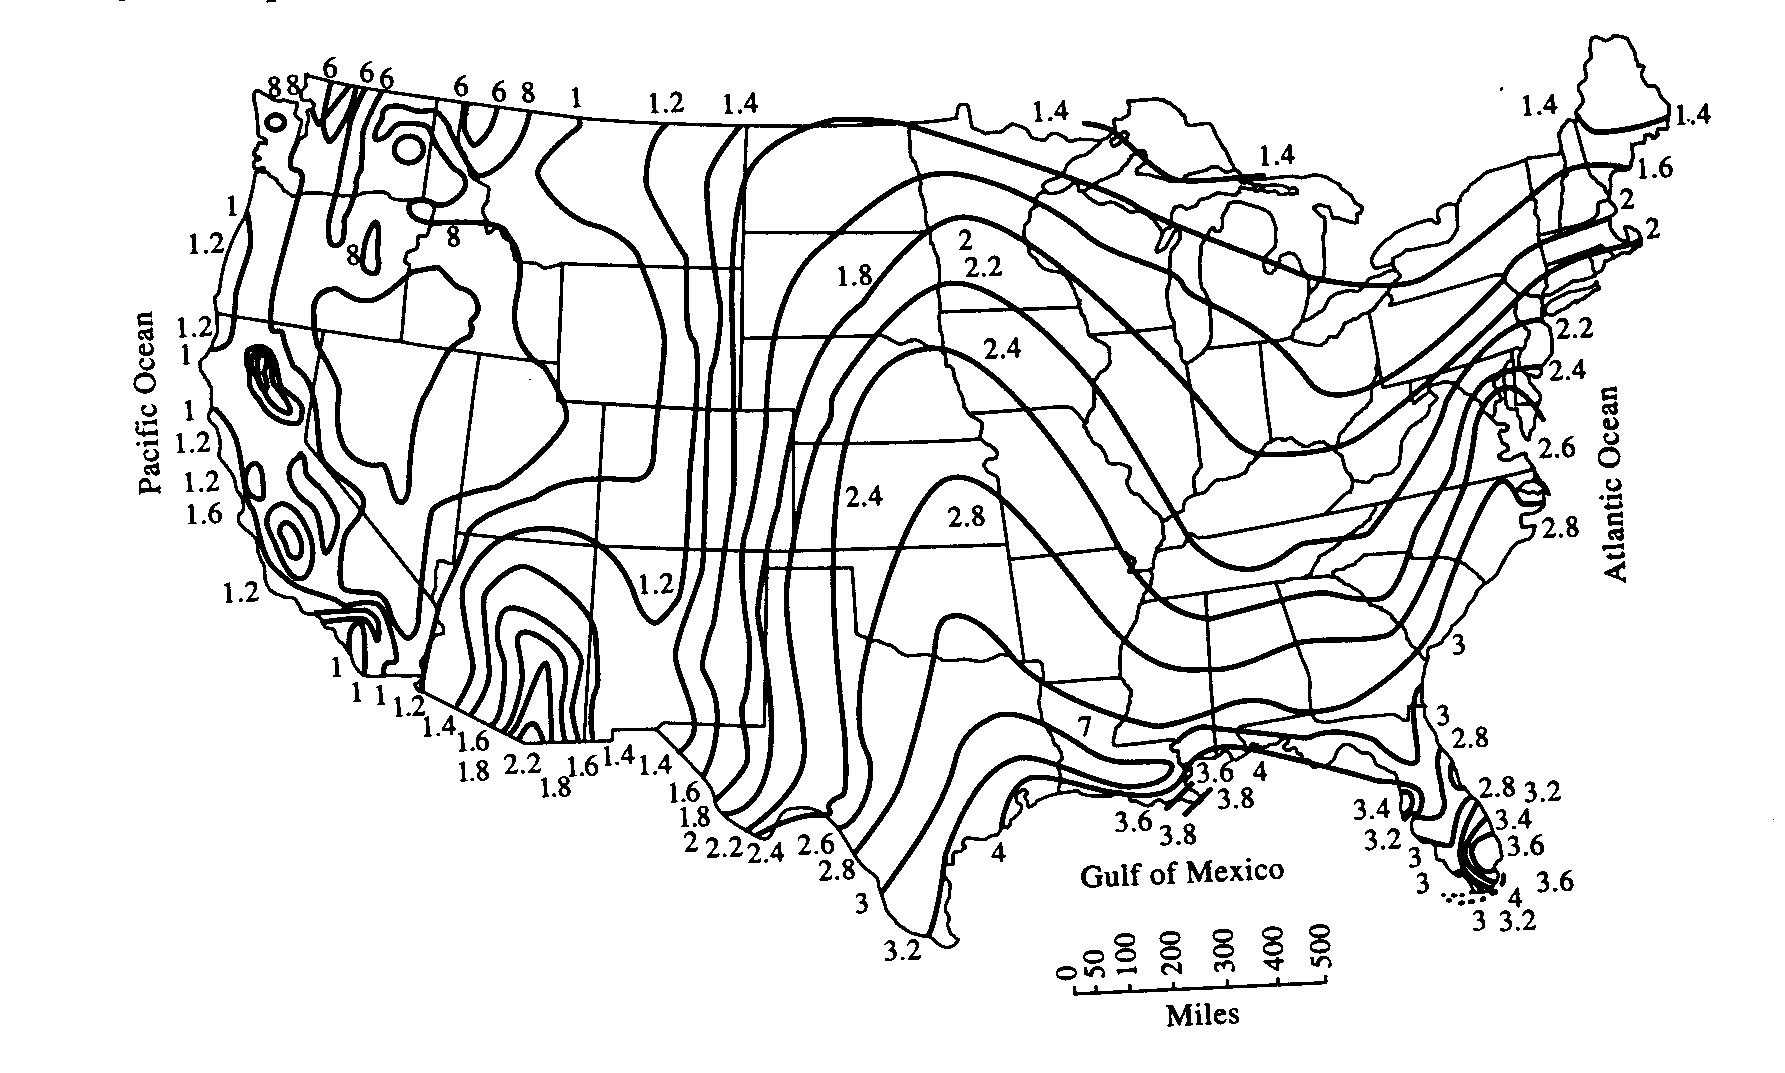 8 8 6 6 6 6 6 8 1 1.2 1.4
1.4 1.4 1.4 1.4
1.6
1 2
1.2 8 8 2 2
1.8 2.2
1.2 2.2
1 2.4 2.4
Pacific Ocean
Atlantic Ocean
1
1.2 2.6
1.2 2.4
1.6 2.8 2.8
1.2 1.2
3
1
1 1 1.2
1.4 7 3
1.6 2.8
1.8 2.2 1.6 1.4 1.4 3.6 4
1.8 1.6 3.8 2.8 3.2
1.8 3.6 3.4 3.4
2 2.2 2.4 2.6 4 3.8 3.2 3.6
2.8 Gulf of Mexico 3
3 3 3.6
4
3.2 3 3.2
0 50 100 200 300 400 500
Miles